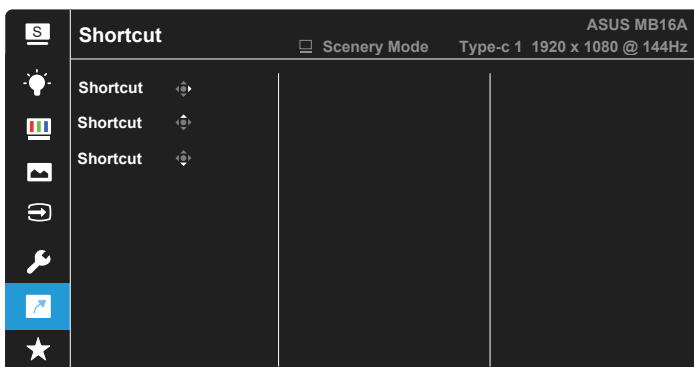 S
Shortcut
ASUS MB16A
Scenery Mode Type-c 1 1920 x 1080 @ 144Hz
Shortcut
Shortcut
Shortcut